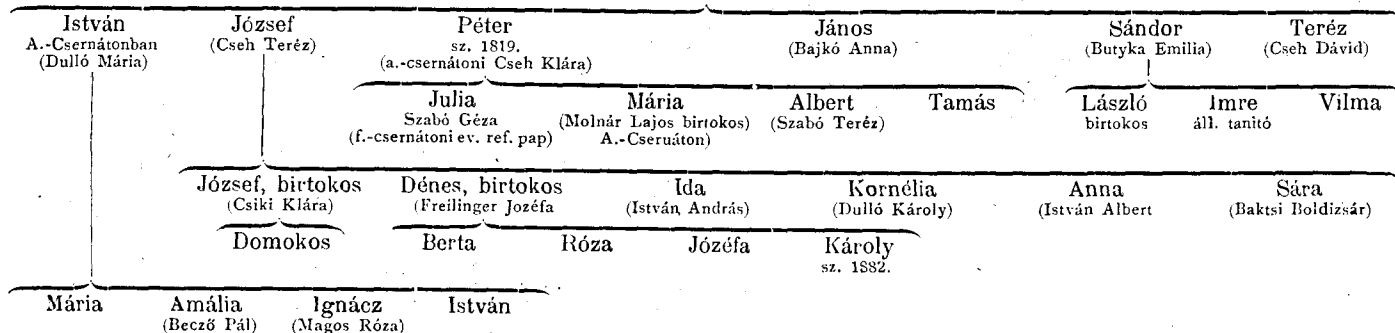 István József Péter János Sándor Teréz
A.-Csernátonban (Cseh Teréz) sz. 1819. (Bajkó Anna) (Butyka Emilia) (Cseh Dávid)
(Dulló Mária) (a.-csernátoni Cseh Klára)
Julia Mária Albert Tamás László Imre Vilma
Szabó Géza (Molnár Lajos birtokos) (Szabó Teréz) birtokos áll. tanitó
(f.-csernátoni ev. ref. pap) A.-Cseruáton)
József, birtokos Dénes, birtokos Ida Kornélia Anna Sára
(Csiki Klára) (Freilinger Jozéfa (István András) (Dulló Károly) (István Albert (Baktsi Boldizsár)
Domokos Berta Róza Józéfa Károly
sz. 1882.
Mária Amália Ignácz István
(Becző Pál) (Magos Róza)